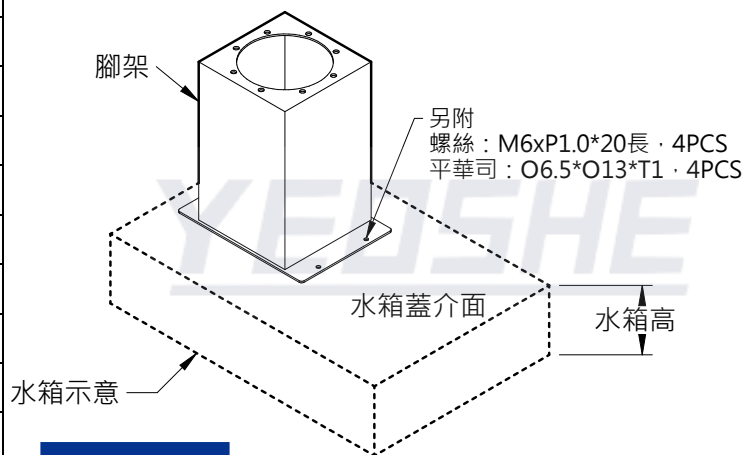 腳架
另附
螺絲：M6xP1.0*20長，4PCS
平華司：O6.5*O13*T1，4PCS
YEOSHE
水箱蓋介面
水箱高
水箱示意